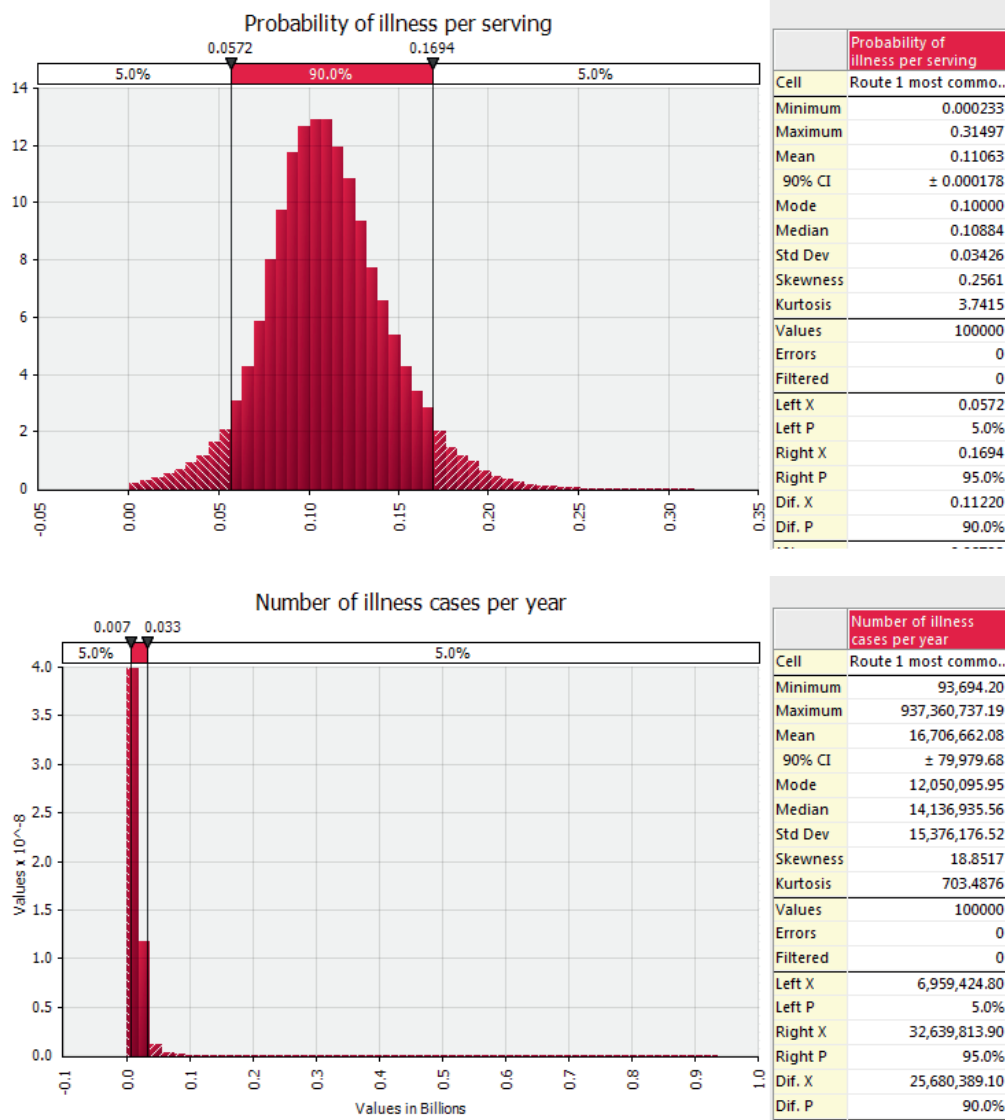 Probability of illness per serving
0.0572 0.1694
5.0% 90.0% 5.0%
14
12
10
8
6
4
2
0
-0.05 0.00 0.05 0.10 0.15 0.20 0.25 0.30 0.35
Probability of
illness per serving
Cell Route 1 most commo..
Minimum 0.000233
Maximum 0.31497
Mean 0.11063
90% CI ± 0.000178
Mode 0.10000
Median 0.10884
Std Dev 0.03426
Skewness 0.2561
Kurtosis 3.7415
Values 100000
Errors 0
Filtered 0
Left X 0.0572
Left P 5.0%
Right X 0.1694
Right P 95.0%
Dif. X 0.11220
Dif. P 90.0%
Number of illness cases per year
0.007 0.033
5.0% 5.0%
Values x 10^-8
4.0
3.5
3.0
2.5
2.0
1.5
1.0
0.5
0.0
-0.1 0.0 0.1 0.2 0.3 0.4 0.5 0.6 0.7 0.8 0.9 1.0
Values in Billions
Number of illness
cases per year
Cell Route 1 most commo..
Minimum 93,694.20
Maximum 937,360,737.19
Mean 16,706,662.08
90% CI ± 79,979.68
Mode 12,050,095.95
Median 14,136,935.56
Std Dev 15,376,176.52
Skewness 18.8517
Kurtosis 703.4876
Values 100000
Errors 0
Filtered 0
Left X 6,959,424.80
Left P 5.0%
Right X 32,639,813.90
Right P 95.0%
Dif. X 25,680,389.10
Dif. P 90.0%